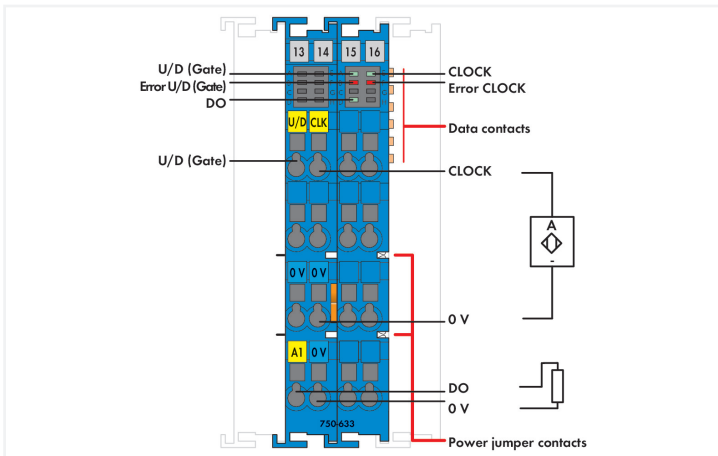 13 14 15 16
U/D (Gate)
CLOCK
Error U/D (Gate)
Error CLOCK
DO
U/D CLK
Data contacts
U/D (Gate)
CLOCK
A
-
0 V 0 V
0 V
A1 0 V
DO
0 V
750-633
Power jumper contacts